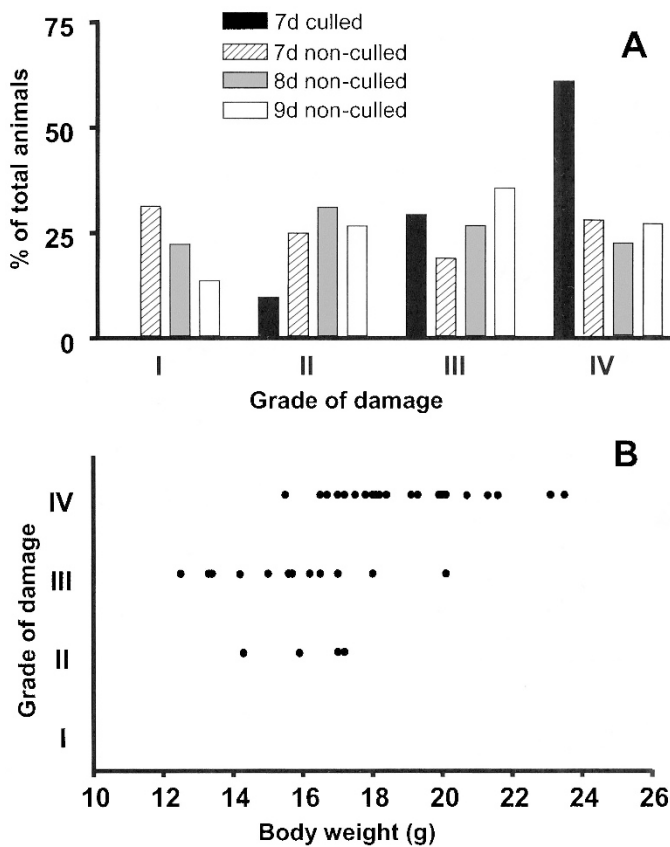 75
50
25
0
% of total animals
7d culled
7d non-culled
8d non-culled
9d non-culled
A
I II III IV
Grade of damage
B
IV
III
II
I
Grade of damage
10 12 14 16 18 20 22 24 26
Body weight (g)